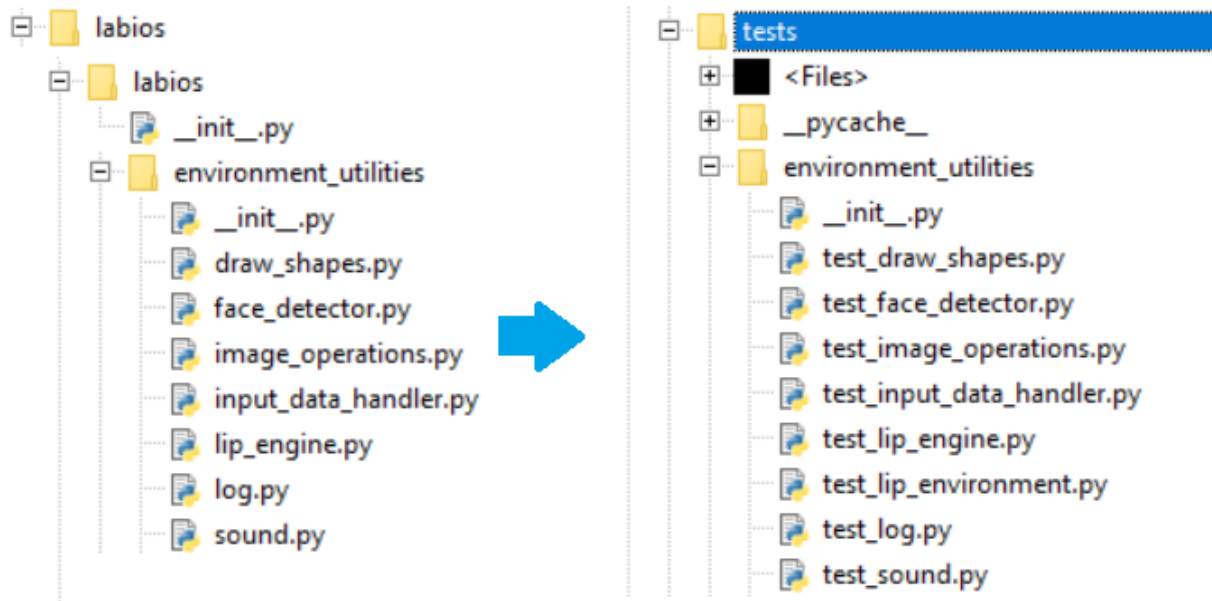 labios
labios
__init__.py
environment_utilities
__init__.py
draw_shapes.py
face_detector.py
image_operations.py
input_data_handler.py
lip_engine.py
log.py
sound.py
tests
<Files>
__pycache__
environment_utilities
__init__.py
test_draw_shapes.py
test_face_detector.py
test_image_operations.py
test_input_data_handler.py
test_lip_engine.py
test_lip_environment.py
test_log.py
test_sound.py